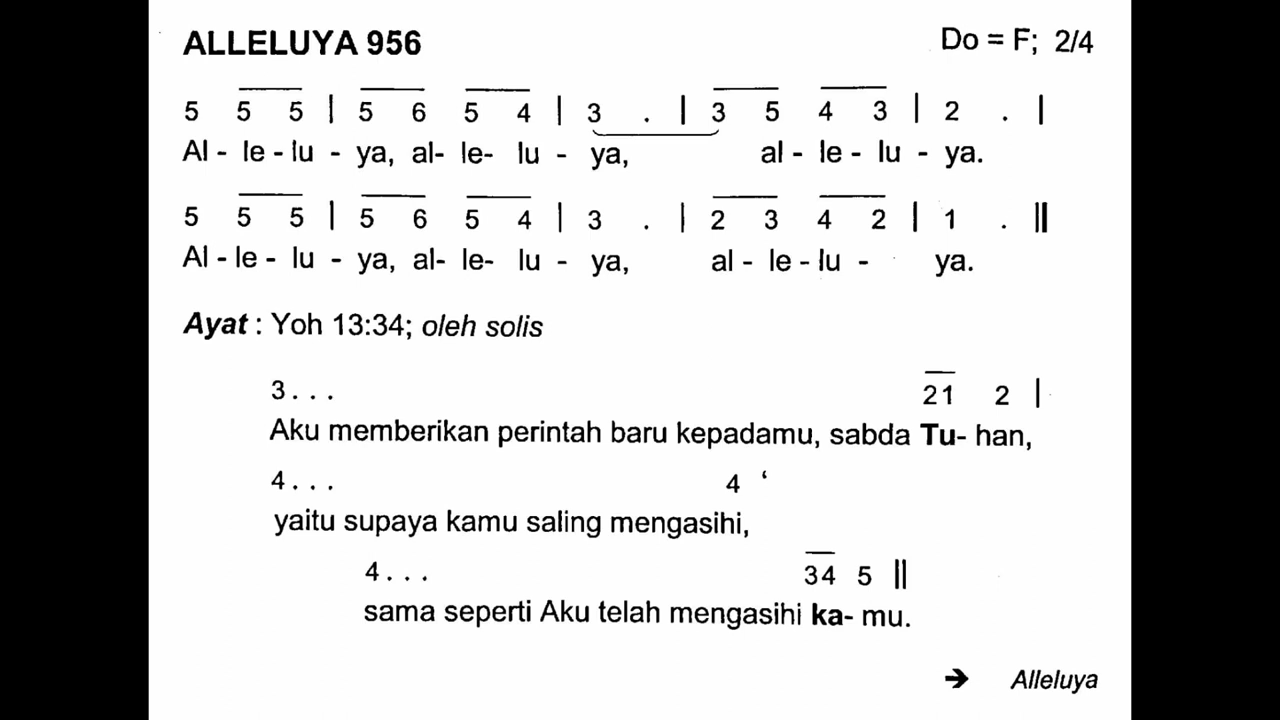 ALLELUYA 956 Do = F; 2/4
5 5 5 | 5 6 5 4 | 3 . | 3 5 4 3 | 2 . |
Al - le - lu - ya, al- le- lu - ya, al - le - lu - ya.
5 5 5 | 5 6 5 4 | 3 . | 2 3 4 2 | 1 . ||
Al - le - lu - ya, al- le- lu - ya, al - le - lu - ya.
Ayat : Yoh 13:34; oleh solis
3 . . . 21 2 |
Aku memberikan perintah baru kepadamu, sabda Tu- han,
4 . . . 4 ‘
yaitu supaya kamu saling mengasihi,
4 . . . 34 5 ||
sama seperti Aku telah mengasihi ka- mu.
→ Alleluya